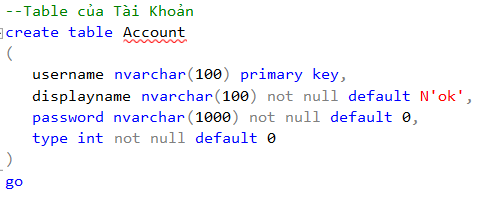 --Table của Tài Khoản
create table Account
(
username nvarchar(100) primary key,
displayname nvarchar(100) not null default N'ok',
password nvarchar(1000) not null default 0,
type int not null default 0
)
go